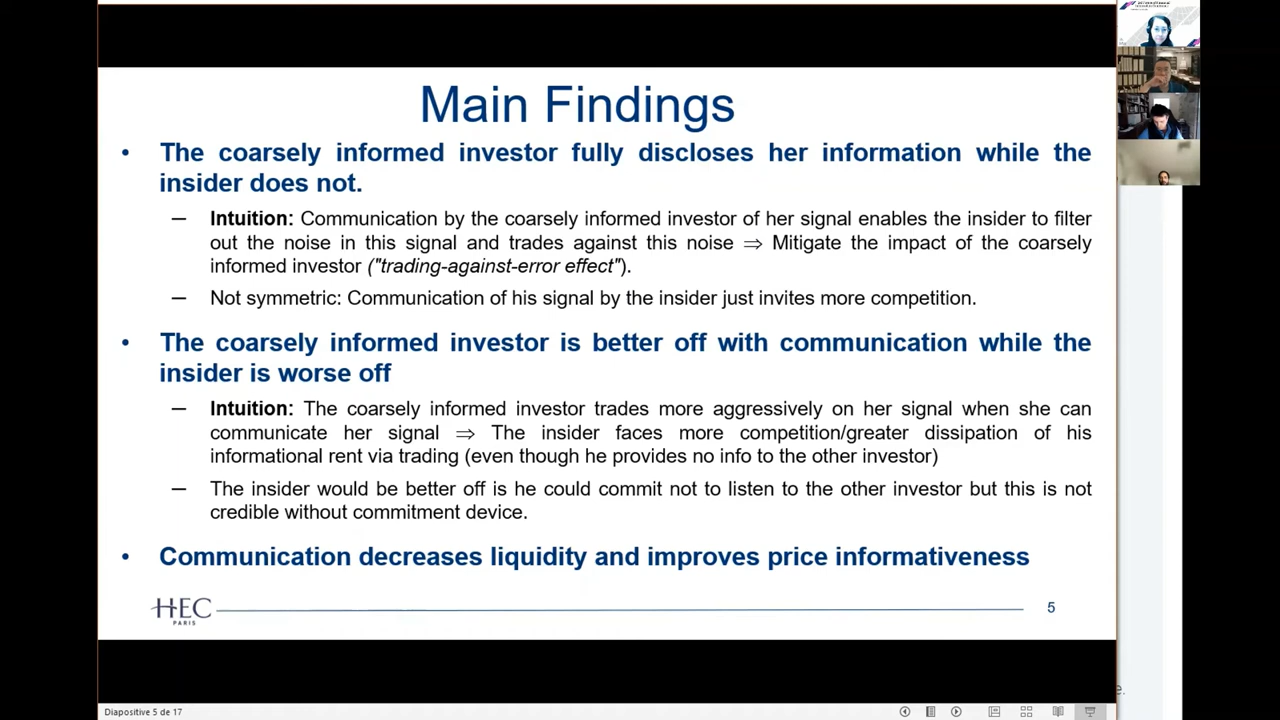 Main Findings
• The coarsely informed investor fully discloses her information while the
insider does not.
– Intuition: Communication by the coarsely informed investor of her signal enables the insider to filter
out the noise in this signal and trades against this noise ⇒ Mitigate the impact of the coarsely
informed investor ("trading-against-error effect").
– Not symmetric: Communication of his signal by the insider just invites more competition.
• The coarsely informed investor is better off with communication while the
insider is worse off
– Intuition: The coarsely informed investor trades more aggressively on her signal when she can
communicate her signal ⇒ The insider faces more competition/greater dissipation of his
informational rent via trading (even though he provides no info to the other investor)
– The insider would be better off is he could commit not to listen to the other investor but this is not
credible without commitment device.
• Communication decreases liquidity and improves price informativeness
HEC
PARIS
5
Diapositive 5 de 17